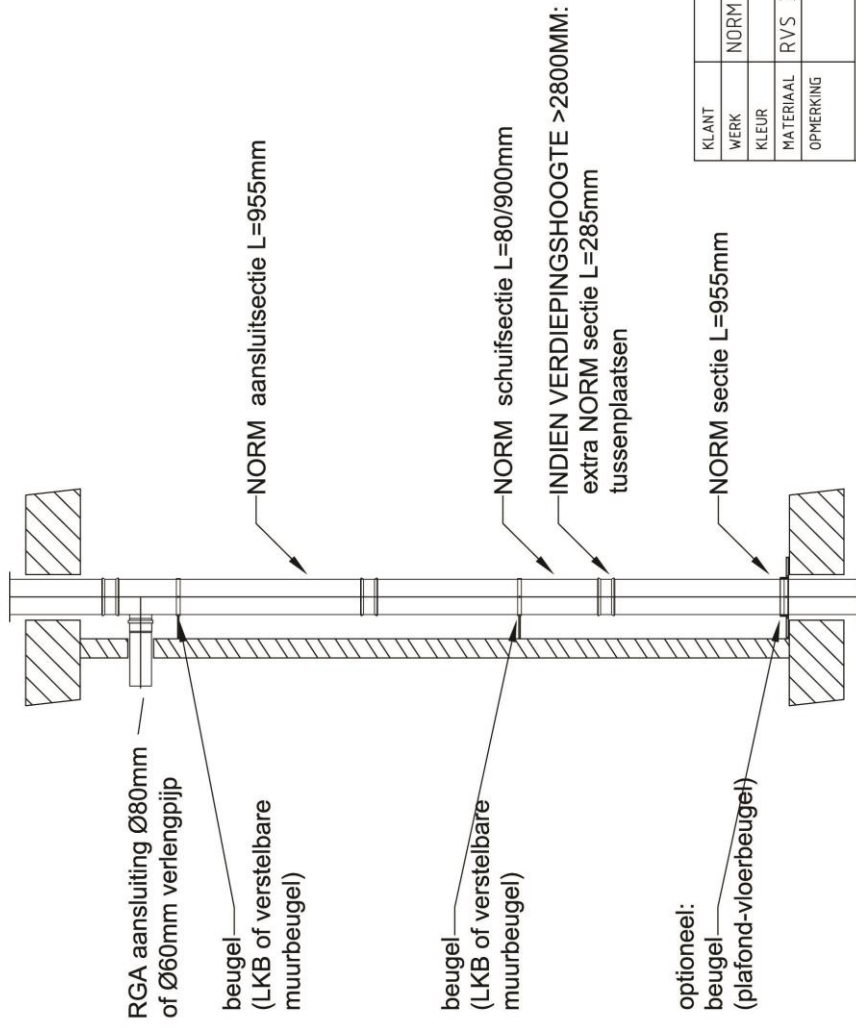 RGA aansluiting Ø80mm
of Ø60mm verlengpijp
beugel
(LKB of verstelbare
muurbeugel)
beugel
(LKB of verstelbare
muurbeugel)
optioneel:
beugel
(plafond-vloerbeugel)
NORM aansluitsectie L=955mm
NORM schuifsectie L=80/900mm
INDIEN VERDIEPINGSHOOGTE >2800MM:
extra NORM sectie L=285mm
tussenplaatsen
NORM sectie L=955mm
KLANT
WERK NORM
KLEUR
MATERIAAL RVS
OPMERKING